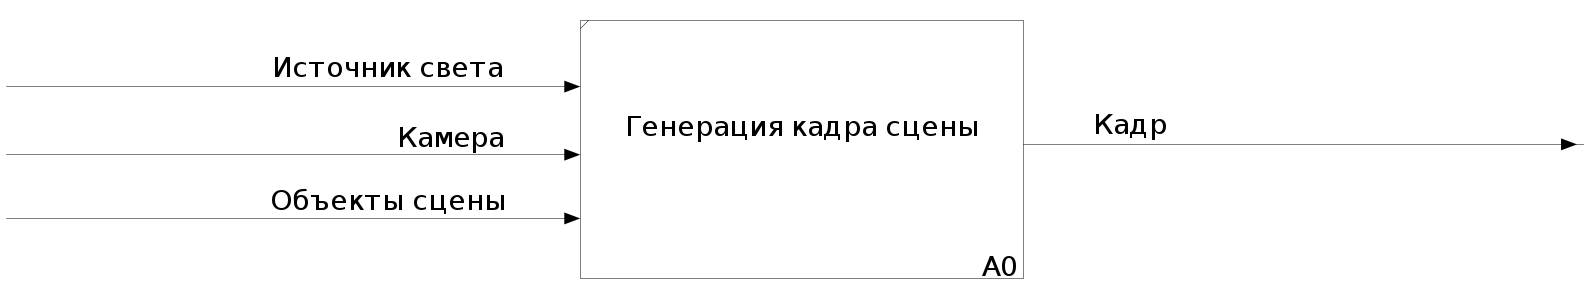 Источник света
Камера
Объекты сцены
Генерация кадра сцены
Кадр
A0